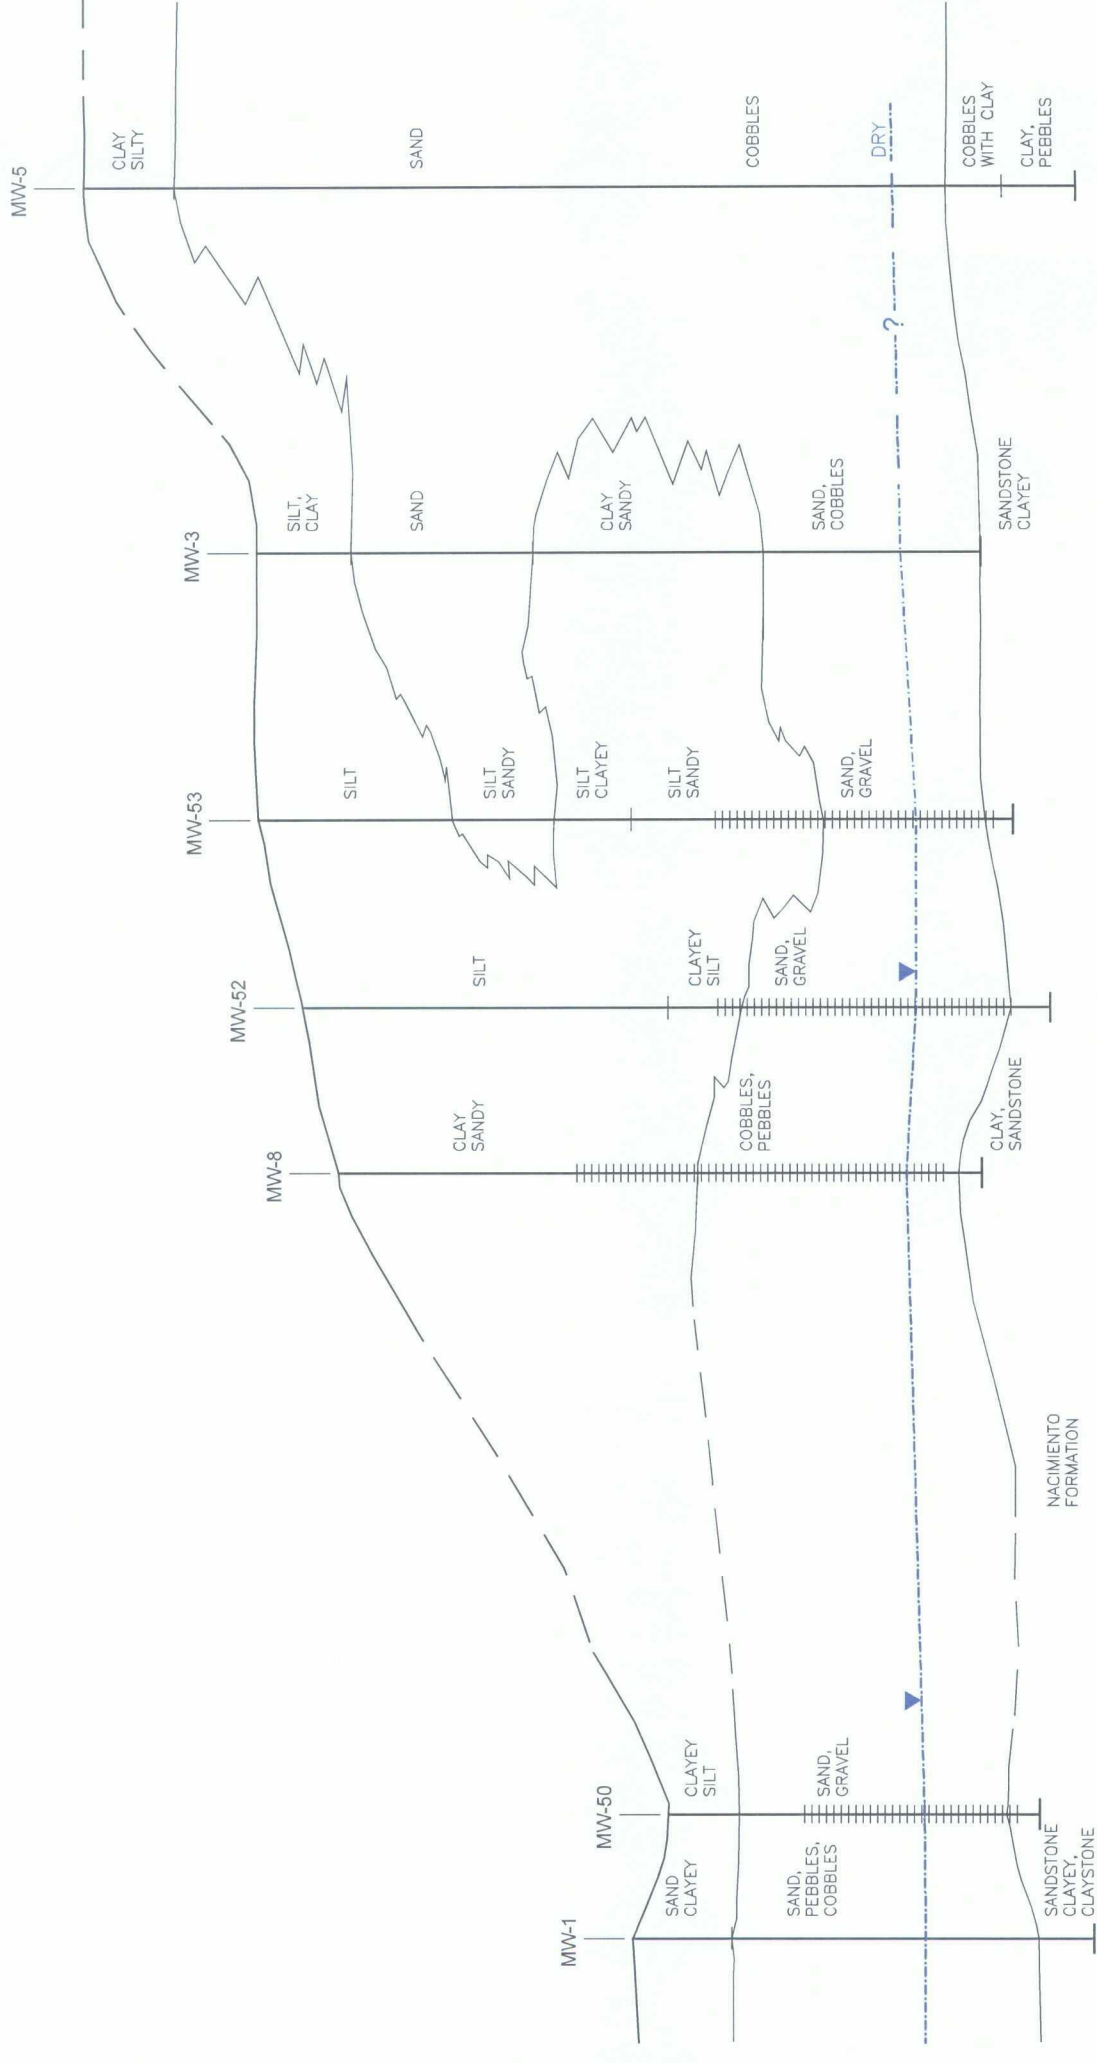 MW-1
SAND
CLAYEY
SAND,
PEBBLES,
COBBLES
SANDSTONE
CLAYEY,
CLAYSTONE
MW-50
CLAYEY
SILT
SAND,
GRAVEL
NACIMIENTO
FORMATION
MW-8
CLAY
SANDY
COBBLES,
PEBBLES
CLAY,
SANDSTONE
MW-52
SILT
CLAYEY
SILT
SAND,
GRAVEL
MW-53
SILT
SILT
SANDY
SILT
CLAYEY
SILT
SANDY
SAND,
GRAVEL
MW-3
SILT,
CLAY
SAND
CLAY
SANDY
SAND,
COBBLES
SANDSTONE
CLAYEY
?
MW-5
CLAY
SILTY
SAND
COBBLES
DRY
COBBLES
WITH CLAY
CLAY,
PEBBLES